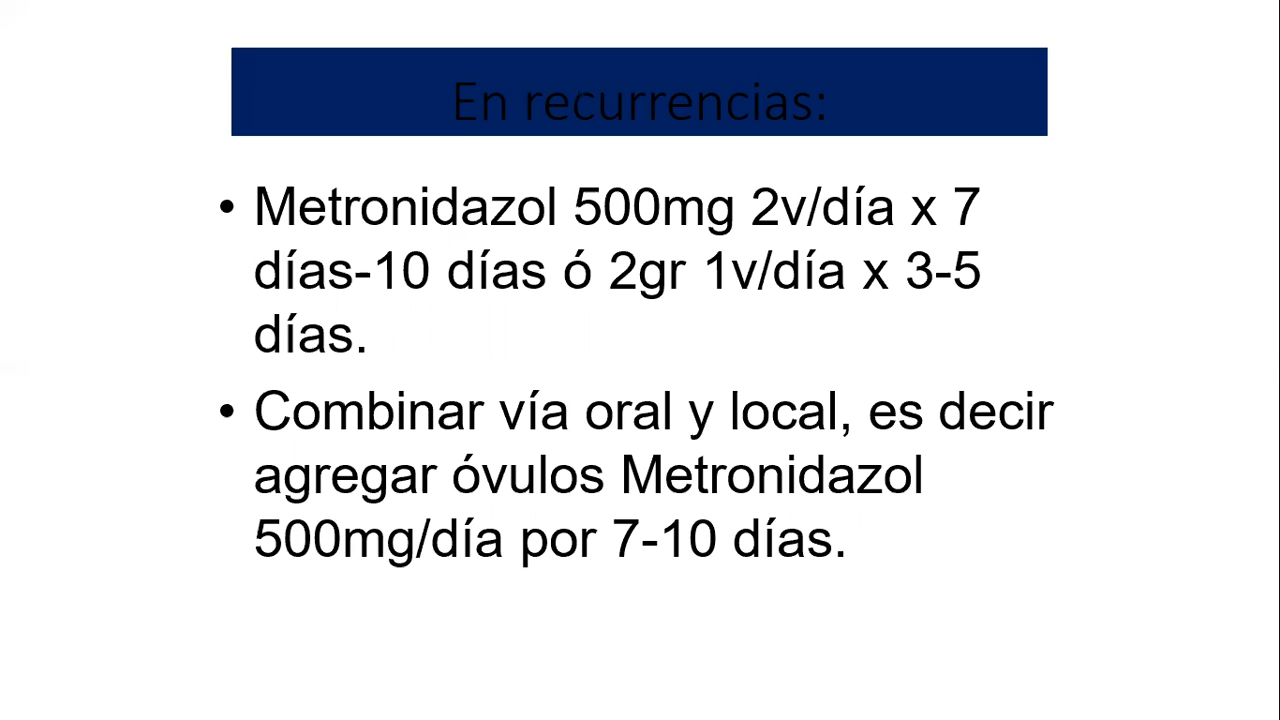 En recurrencias:
• Metronidazol 500mg 2v/día x 7
días-10 días ó 2gr 1v/día x 3-5
días.
• Combinar vía oral y local, es decir
agregar óvulos Metronidazol
500mg/día por 7-10 días.